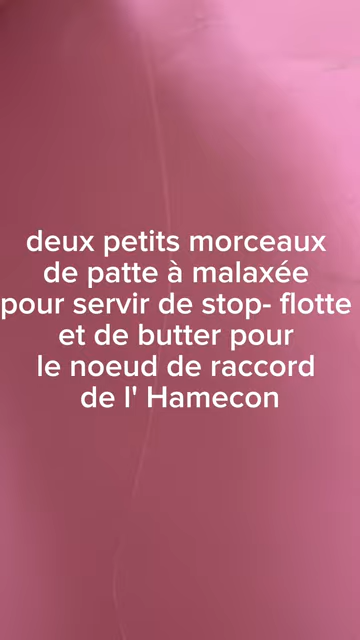 deux petits morceaux
de patte à malaxée
pour servir de stop- flotte
et de butter pour
le noeud de raccord
de l' Hamecon